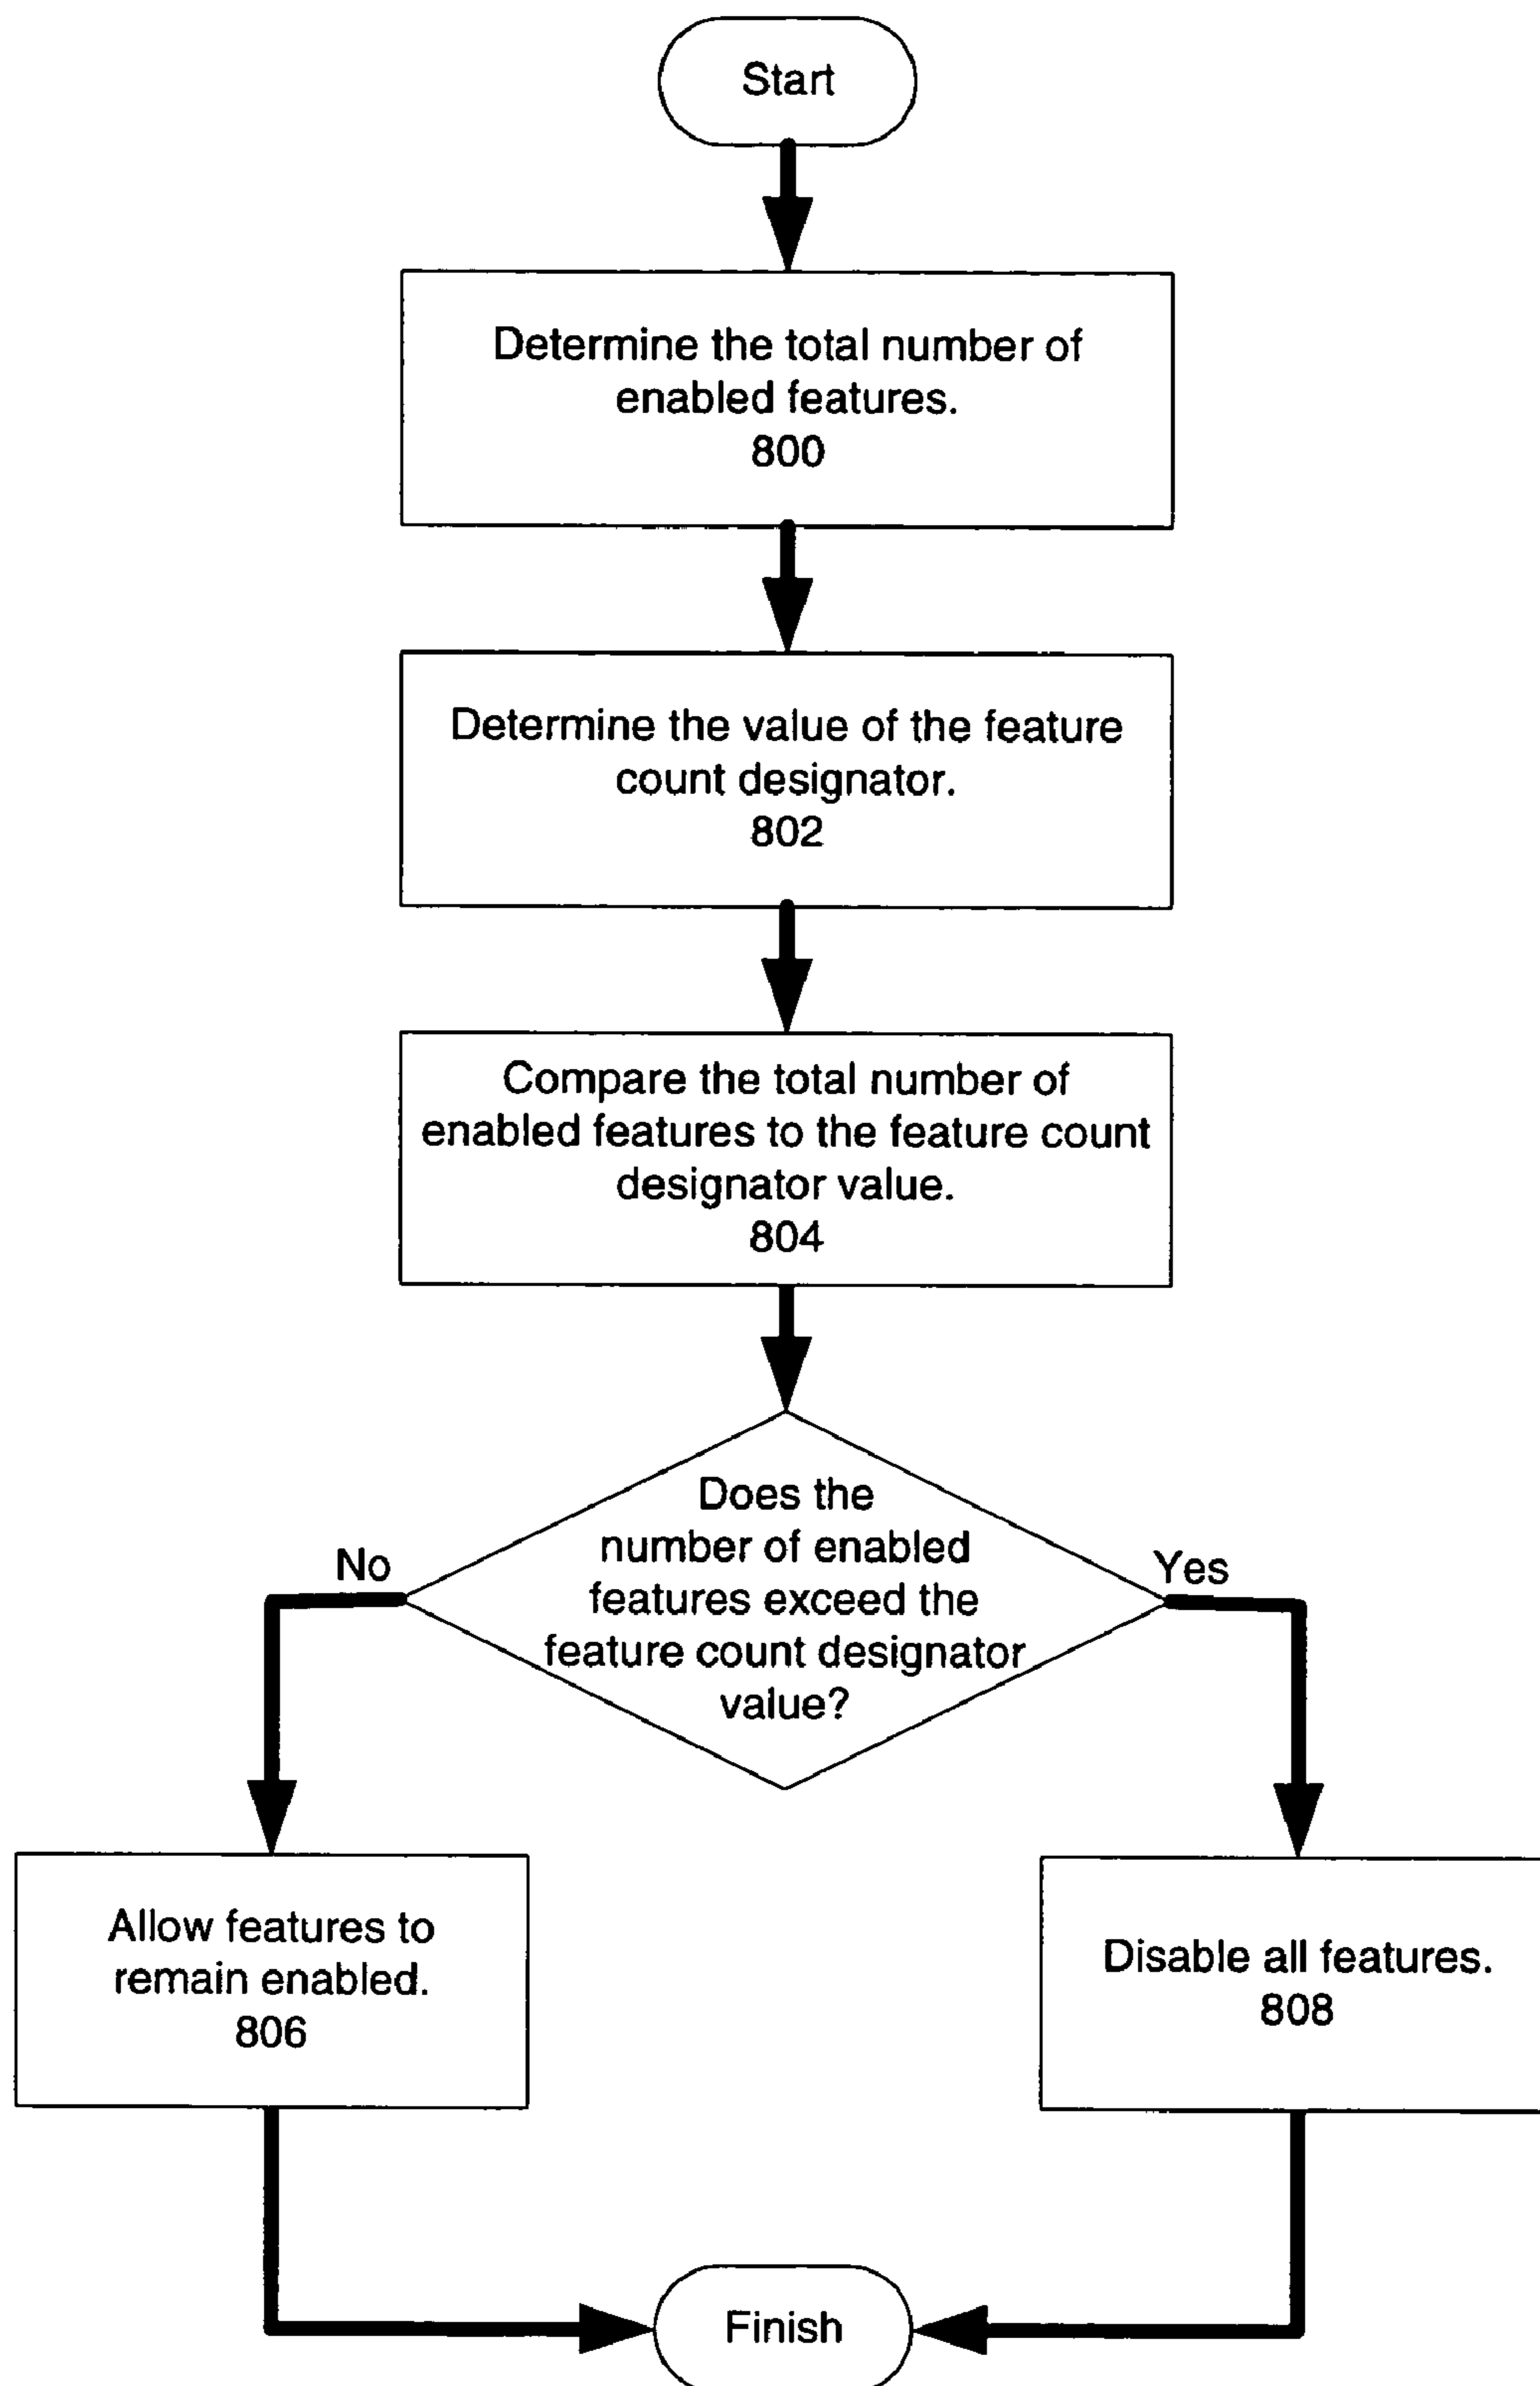 Start
Determine the total number of
enabled features.
800
Determine the value of the feature
count designator.
802
Compare the total number of
enabled features to the feature count
designator value.
804
Does the
number of enabled
features exceed the
feature count designator
value?
No
Yes
Allow features to
remain enabled.
806
Disable all features.
808
Finish